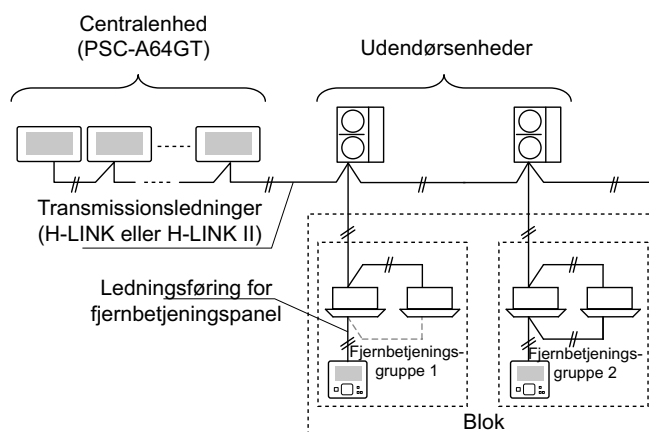 Centralenhed
(PSC-A64GT)
Udendørsenheder
Transmissionsledninger
(H-LINK eller H-LINK II)
Ledningsføring for
fjernbetjeningspanel
Fjernbetjenings-
gruppe 1
Fjernbetjenings-
gruppe 2
Blok